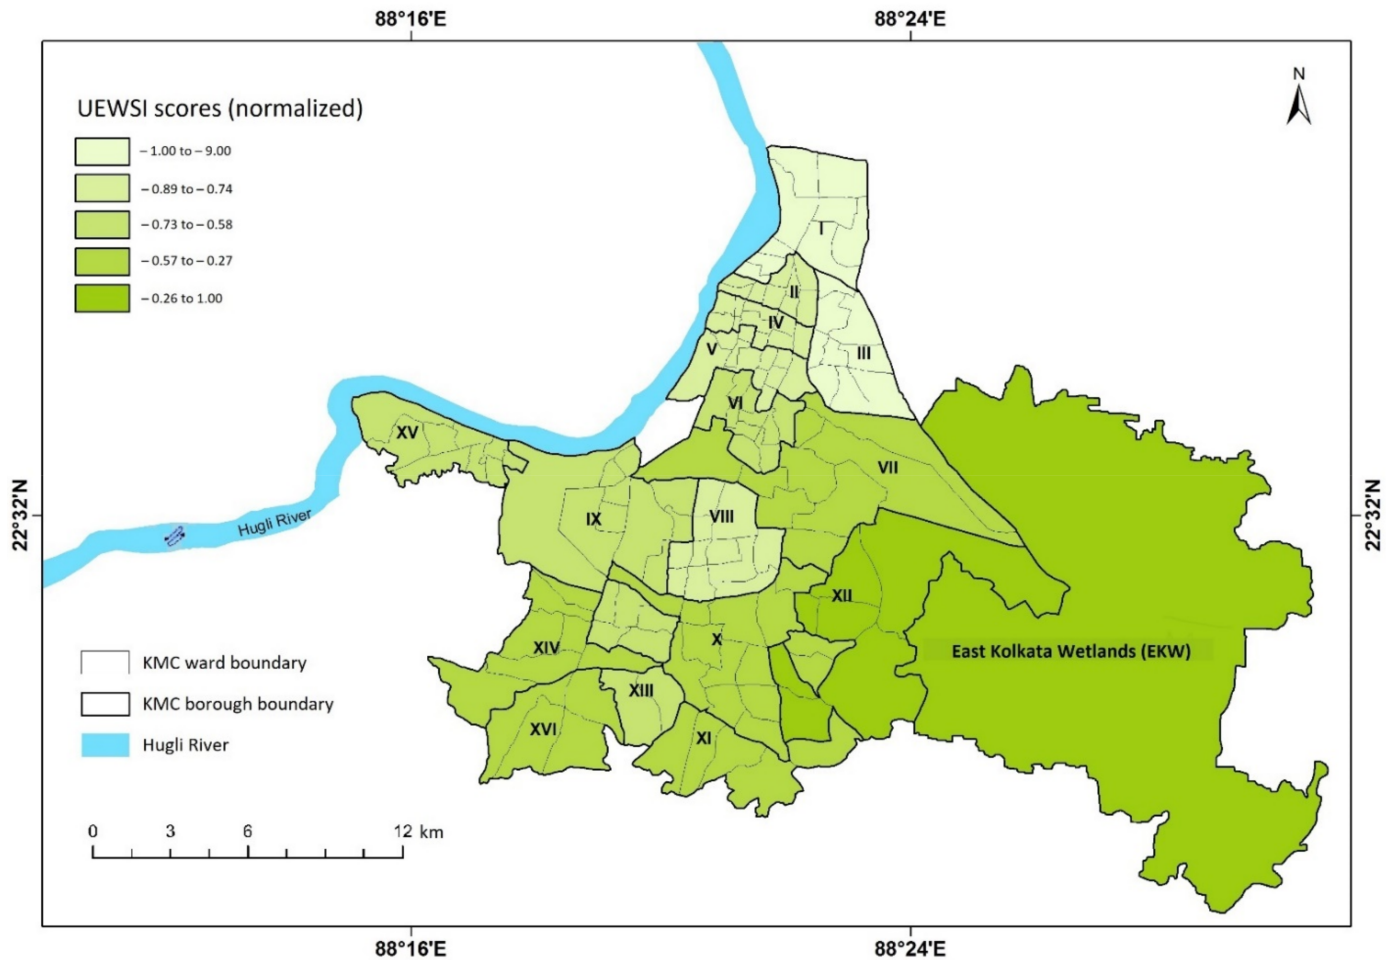 88°16'E 88°24'E
N
UEWSI scores (normalized)
– 1.00 to – 9.00
– 0.89 to – 0.74
– 0.73 to – 0.58
– 0.57 to – 0.27
– 0.26 to 1.00
I
II
IV
V
III
VI
XV
VII
22°32'N
22°32'N
Hugli River
IX
VIII
XII
X
XIV
East Kolkata Wetlands (EKW)
XIII
XVI
XI
KMC ward boundary
KMC borough boundary
Hugli River
0 3 6 12 km
88°16'E 88°24'E